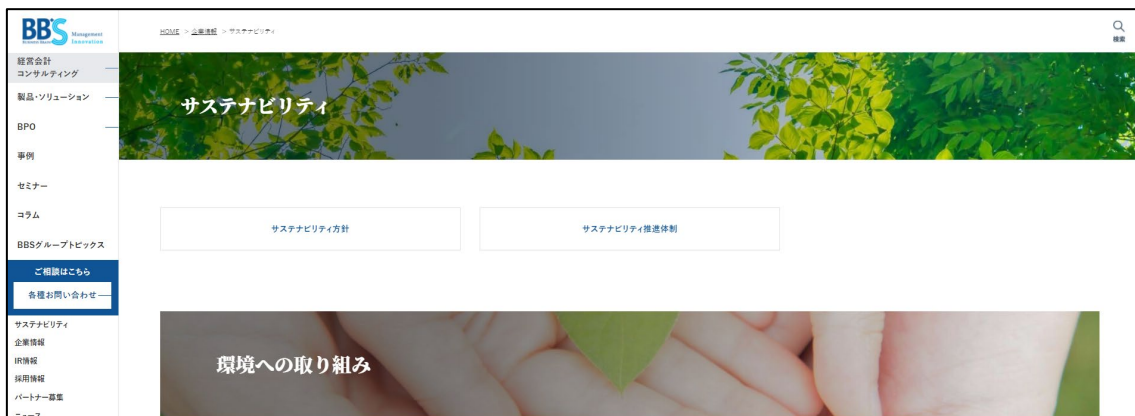 BBS Management
Innovation
HOME > 企業情報 > サステナビリティ
検索
経営会計
コンサルティング
製品・ソリューション
BPO
事例
セミナー
コラム
BBSグループトピックス
ご相談はこちら
各種お問い合わせ
サステナビリティ
企業情報
IR情報
採用情報
パートナー募集
ニュース
サステナビリティ
サステナビリティ方針
サステナビリティ推進体制
環境への取り組み